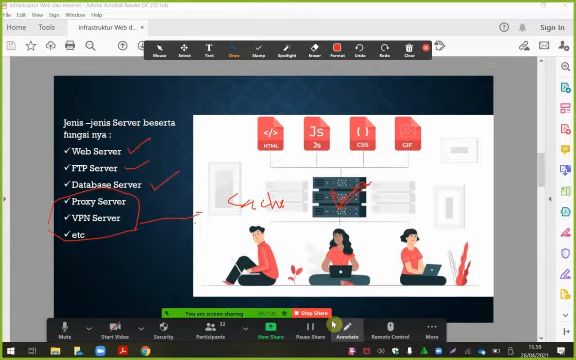 Infrastruktur Web dan Internet - Adobe Acrobat Reader DC (32-bit)
File Edit View Sign Window Help
Home Tools Infrastruktur Web dan... × Sign In
Mouse Select Text Draw Stamp Spotlight Eraser Format Undo Redo Clear
Jenis –jenis Server beserta
fungsi nya :
✓ Web Server
✓ FTP Server
✓ Database Server
✓ Proxy Server
✓ VPN Server
✓ etc
</> Js { } GIF
HTML Js CSS GIF
Cache
You are screen sharing Stop Share
32
Mute Start Video Security Participants New Share Pause Share Annotate Remote Control More
15.59
28/04/2021